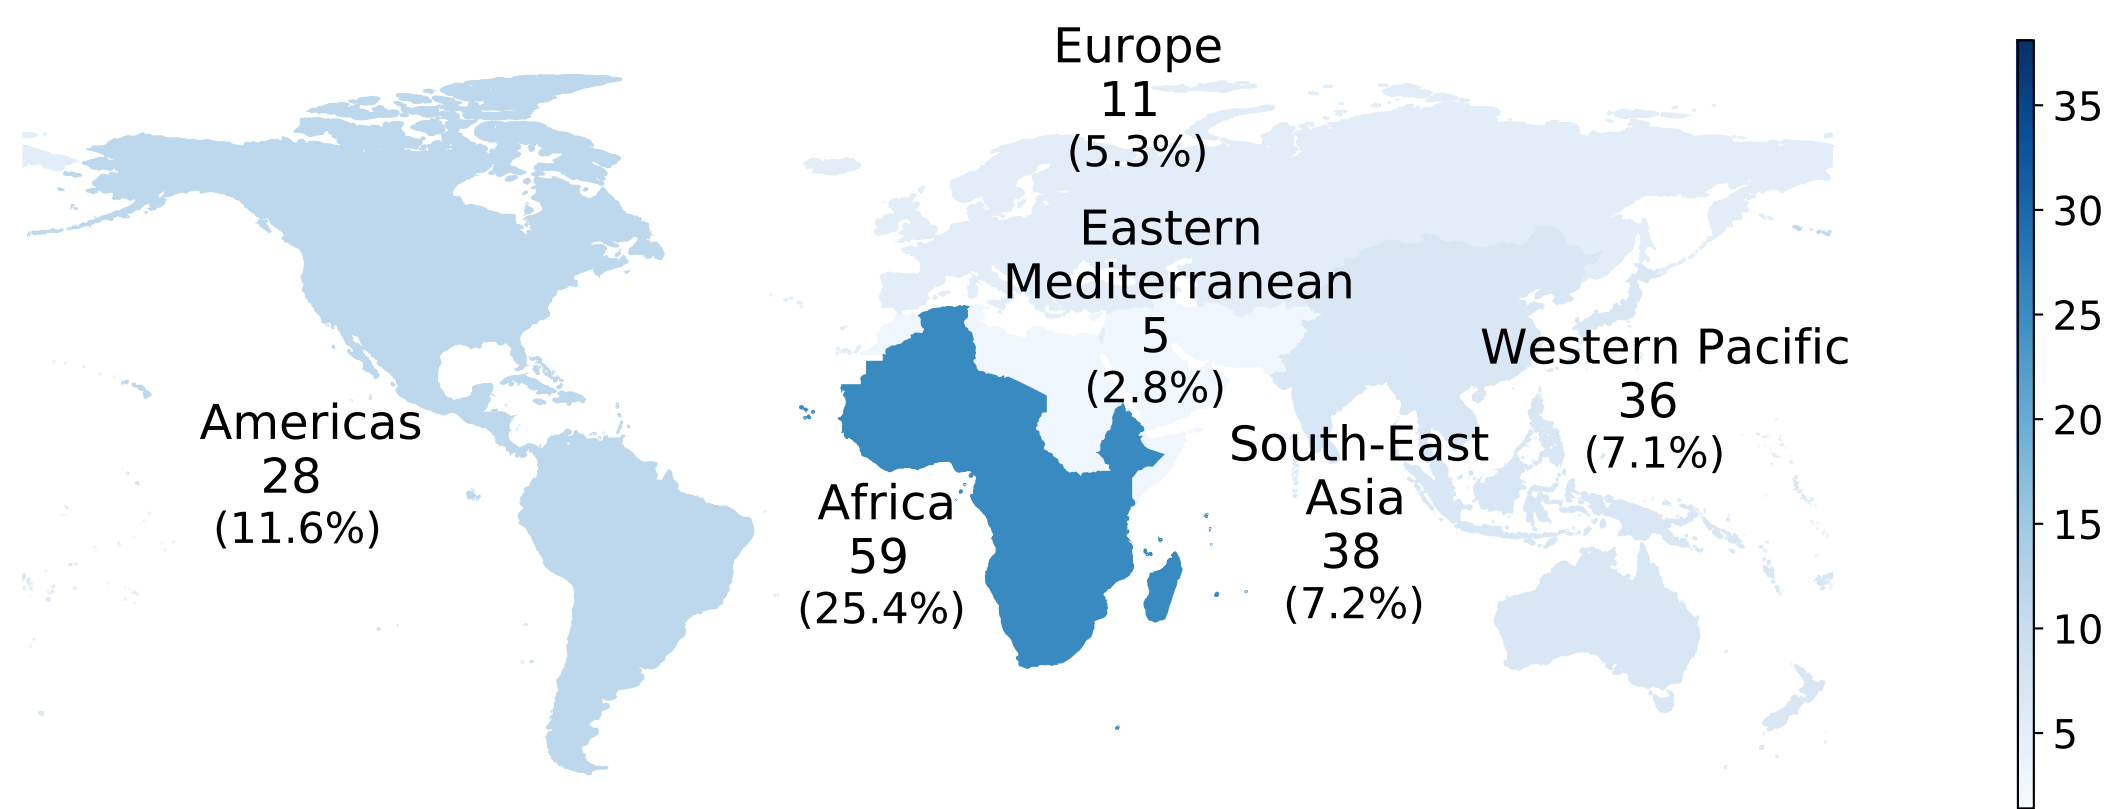 Europe
11
(5.3%)
Eastern
Mediterranean
5
(2.8%)
Western Pacific
36
(7.1%)
Americas
28
(11.6%)
South-East
Asia
38
(7.2%)
Africa
59
(25.4%)
35
30
25
20
15
10
5